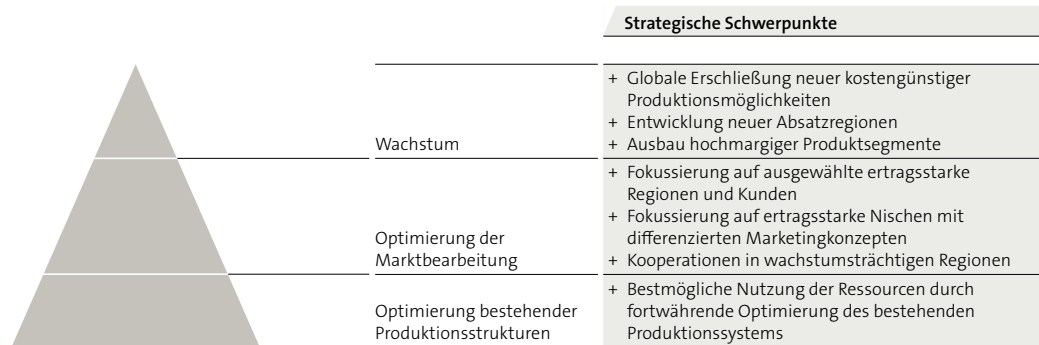 Strategische Schwerpunkte
Wachstum
+ Globale Erschließung neuer kostengünstiger
Produktionsmöglichkeiten
+ Entwicklung neuer Absatzregionen
+ Ausbau hochmargiger Produktsegmente
Optimierung der
Marktbearbeitung
+ Fokussierung auf ausgewählte ertragsstarke
Regionen und Kunden
+ Fokussierung auf ertragsstarke Nischen mit
differenzierten Marketingkonzepten
+ Kooperationen in wachstumsträchtigen Regionen
Optimierung bestehender
Produktionsstrukturen
+ Bestmögliche Nutzung der Ressourcen durch
fortwährende Optimierung des bestehenden
Produktionssystems